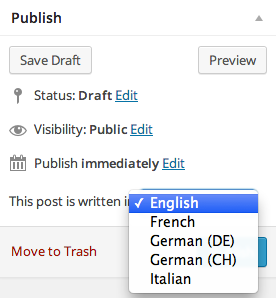 Publish
Save Draft Preview
Status: Draft Edit
Visibility: Public Edit
Publish immediately Edit
This post is written in
✓ English
French
German (DE)
German (CH)
Italian
Move to Trash